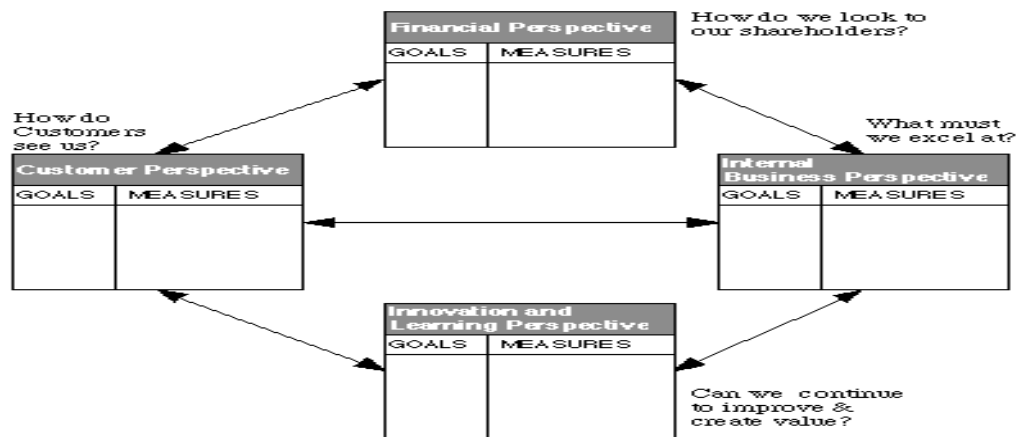 Financial Perspective
GOALS MEASURES
How do we look to
our shareholders?
How do
Customers
see us?
Customer Perspective
GOALS MEASURES
What must
we excel at?
Internal
Business Perspective
GOALS MEASURES
Innovation and
Learning Perspective
GOALS MEASURES
Can we continue
to improve &
create value?